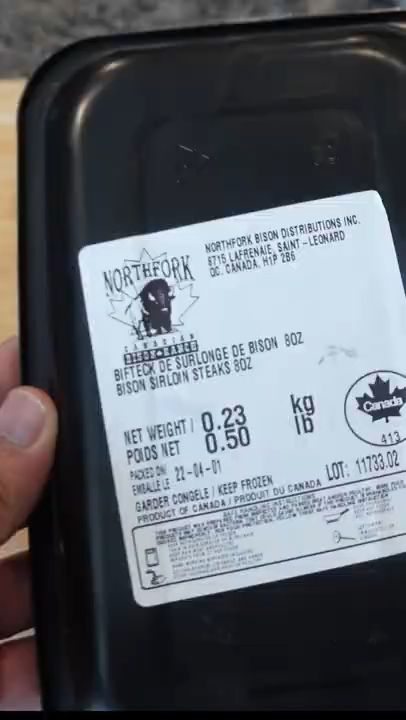 NORTHFORK
CANADIAN
BISON RANCH
NORTHFORK BISON DISTRIBUTIONS INC.
8715 LAFRENAIE, SAINT-LEONARD
QC. CANADA. H1P 2B6
BIFTECK DE SURLONGE DE BISON 8OZ
BISON SIRLOIN STEAKS 8OZ
NET WEIGHT / 0.23 kg
POIDS NET 0.50 lb
PACKED ON/
EMBALLE LE 22-04-01
Canada
413
GARDER CONGELE / KEEP FROZEN LOT: 11733.02
PRODUCT OF CANADA / PRODUIT DU CANADA
SAFE HANDLING INSTRUCTIONS